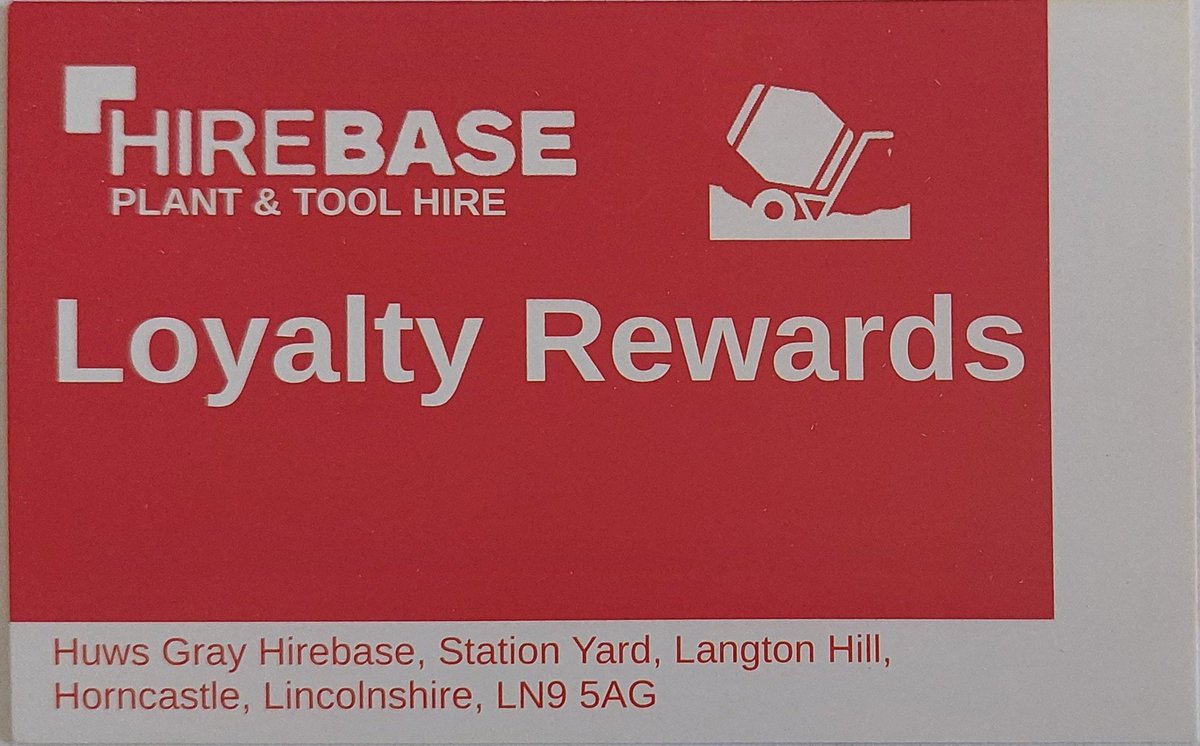 HIREBASE
PLANT & TOOL HIRE
Loyalty Rewards
Huws Gray Hirebase, Station Yard, Langton Hill,
Horncastle, Lincolnshire, LN9 5AG